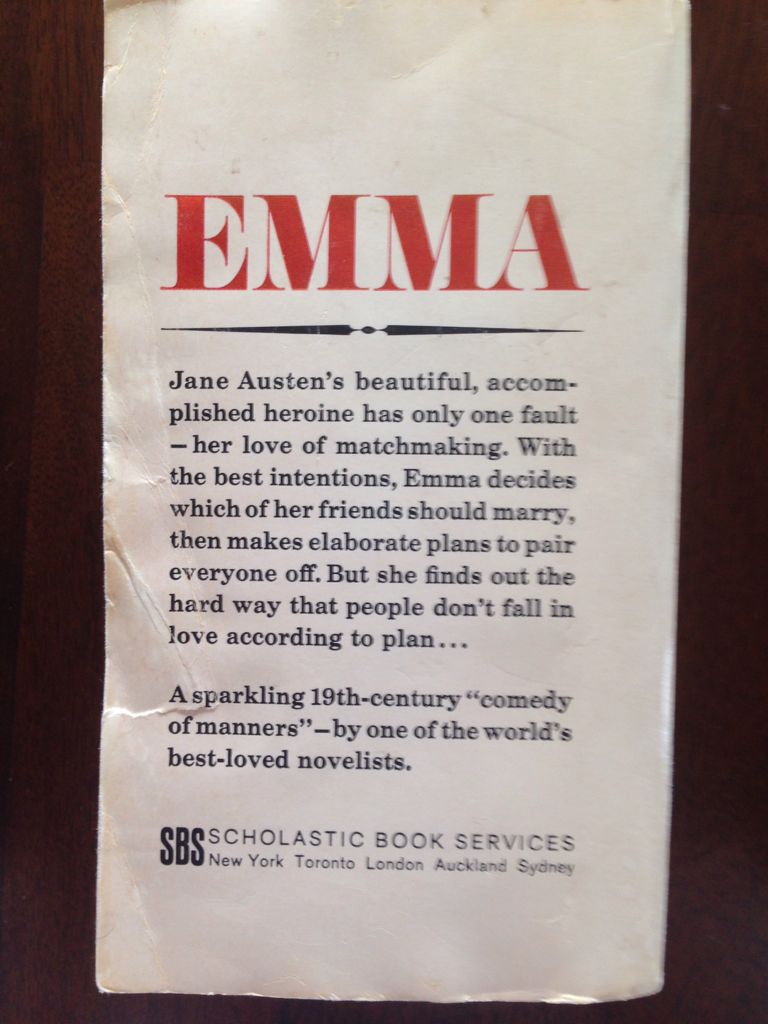 EMMA
Jane Austen's beautiful, accom-
plished heroine has only one fault
—her love of matchmaking. With
the best intentions, Emma decides
which of her friends should marry,
then makes elaborate plans to pair
everyone off. But she finds out the
hard way that people don't fall in
love according to plan...
A sparkling 19th-century "comedy
of manners"—by one of the world's
best-loved novelists.
SBS SCHOLASTIC BOOK SERVICES
New York Toronto London Auckland Sydney